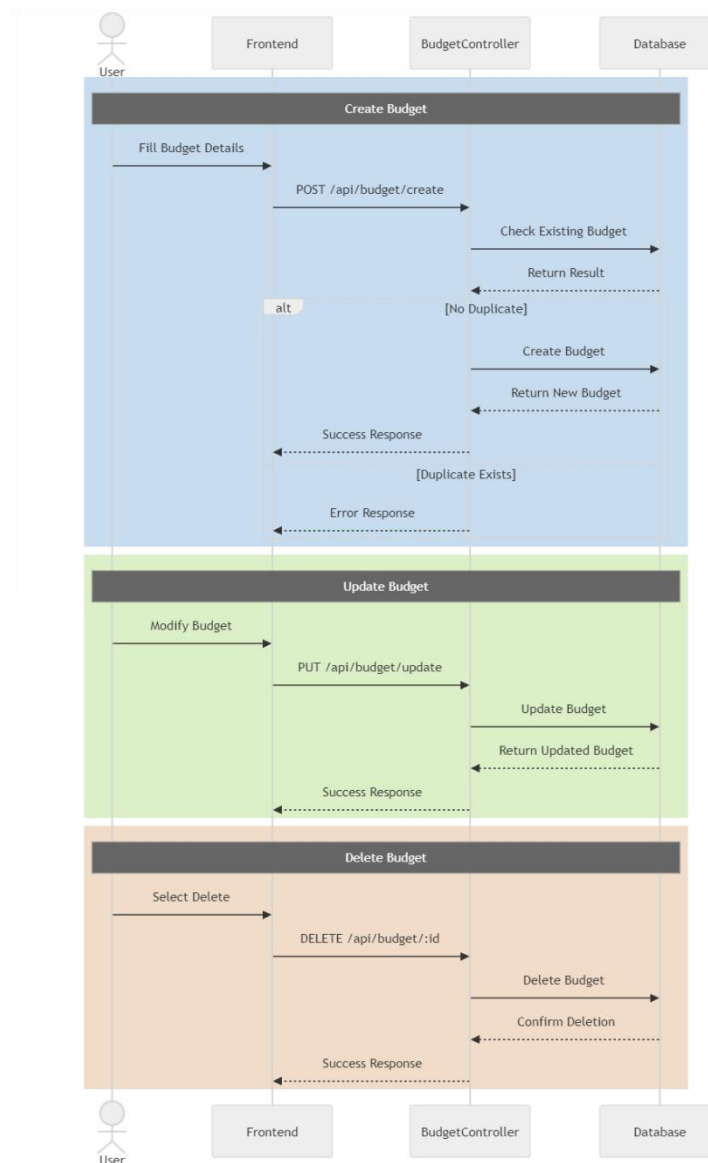 Frontend
BudgetController
Database
User
Create Budget
Fill Budget Details
POST /api/budget/create
Check Existing Budget
Return Result
alt
[No Duplicate]
Create Budget
Return New Budget
Success Response
[Duplicate Exists]
Error Response
Update Budget
Modify Budget
PUT /api/budget/update
Update Budget
Return Updated Budget
Success Response
Delete Budget
Select Delete
DELETE /api/budget/:id
Delete Budget
Confirm Deletion
Success Response
Frontend
BudgetController
Database
User